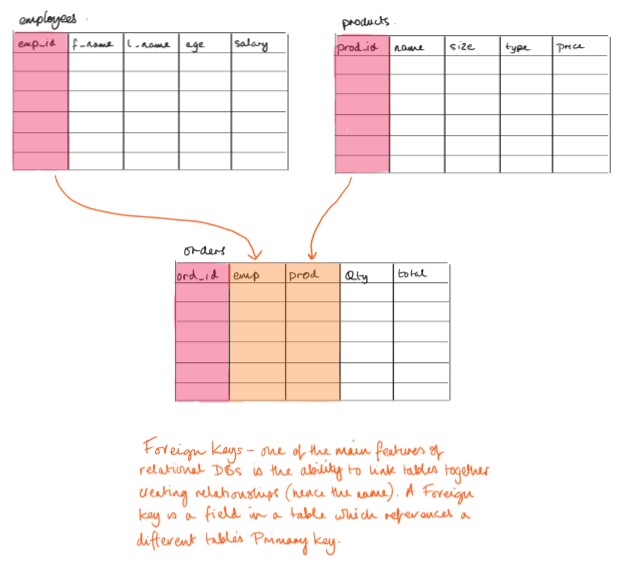 employees.
emp_id f_name l_name age salary
products.
prod_id name size type price
orders
ord_id emp prod Qty total
Foreign Keys - one of the main features of
relational DBs is the ability to link tables together
creating relationships (hence the name). A Foreign
key is a field in a table which references a
different table's Primary Key.